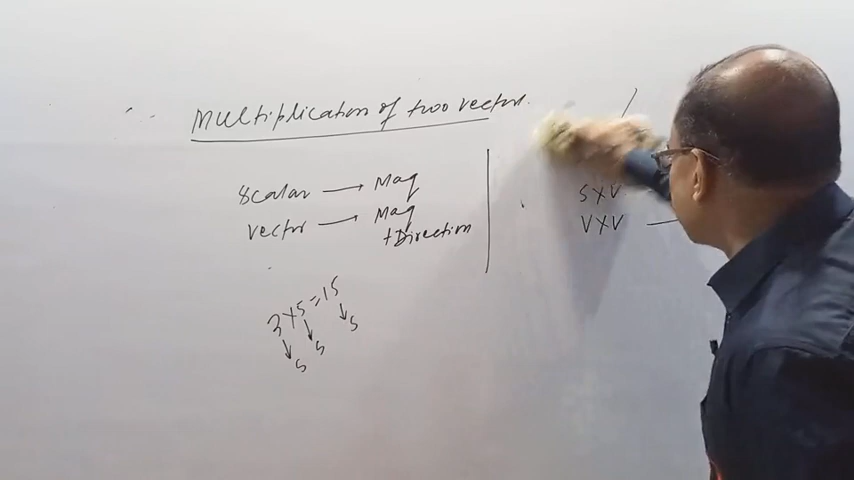 Multiplication of two vector.
Scalar → Mag
Vector → Mag
+Direction
3×5=15
↓ S ↓ S ↓ S
S×V
V×V —